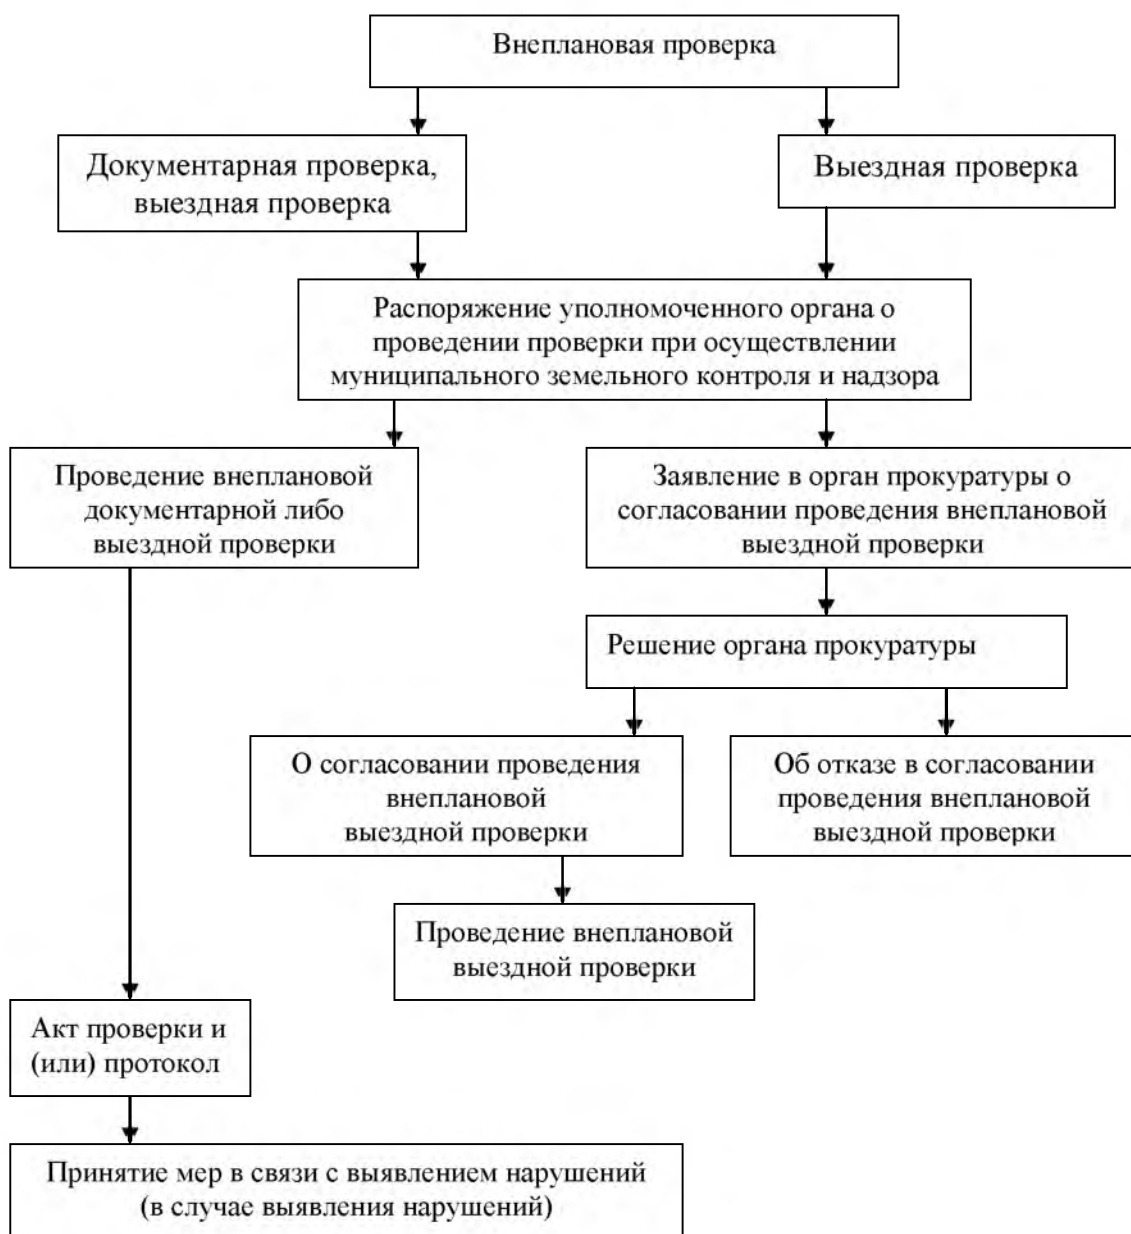 Внеплановая проверка
Документарная проверка,
выездная проверка
Выездная проверка
Распоряжение уполномоченного органа о
проведении проверки при осуществлении
муниципального земельного контроля и надзора
Проведение внеплановой
документарной либо
выездной проверки
Заявление в орган прокуратуры о
согласовании проведения внеплановой
выездной проверки
Решение органа прокуратуры
О согласовании проведения
внеплановой
выездной проверки
Об отказе в согласовании
проведения внеплановой
выездной проверки
Проведение внеплановой
выездной проверки
Акт проверки и
(или) протокол
Принятие мер в связи с выявлением нарушений
(в случае выявления нарушений)